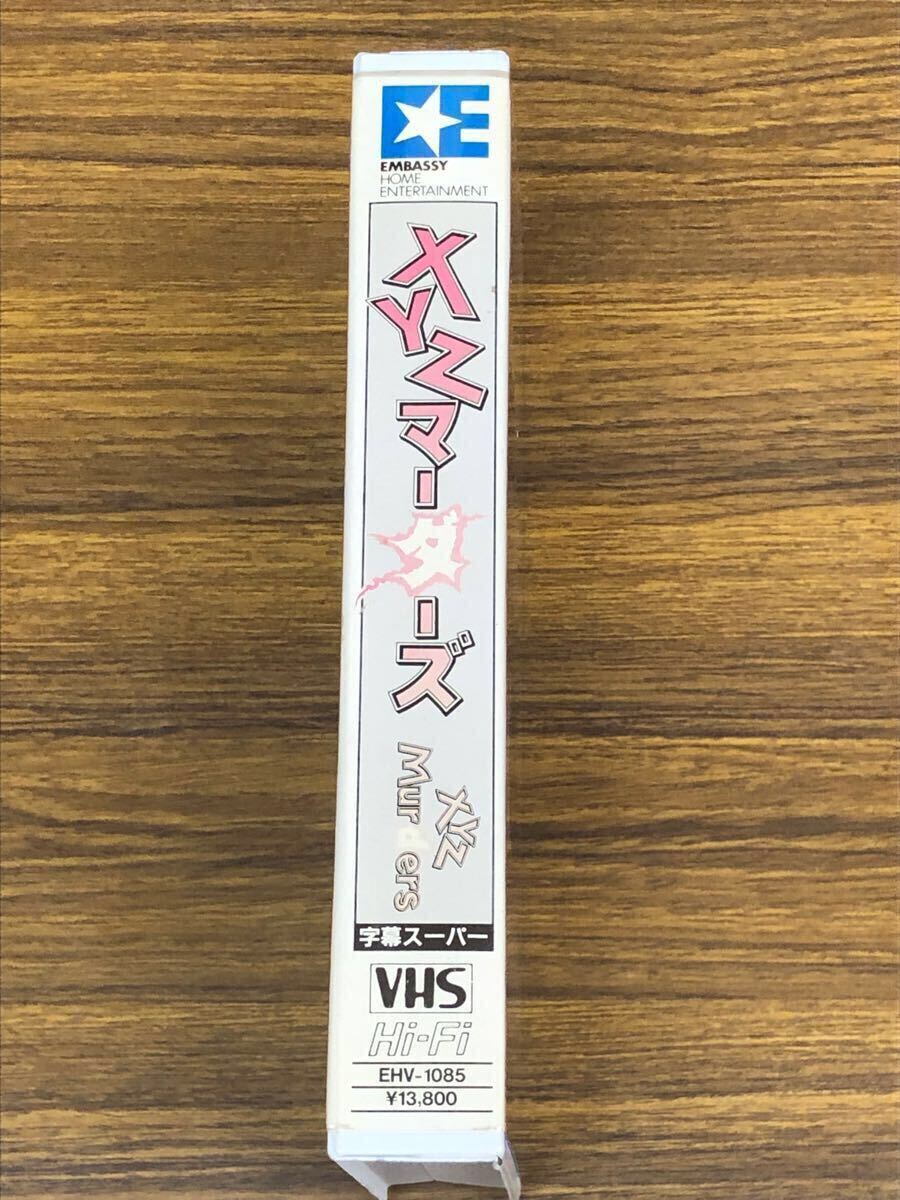 EMBASSY
HOME
ENTERTAINMENT
XYZマーダーズ
XYZ
Murders
字幕スーパー
VHS
Hi-Fi
EHV-1085
¥13,800